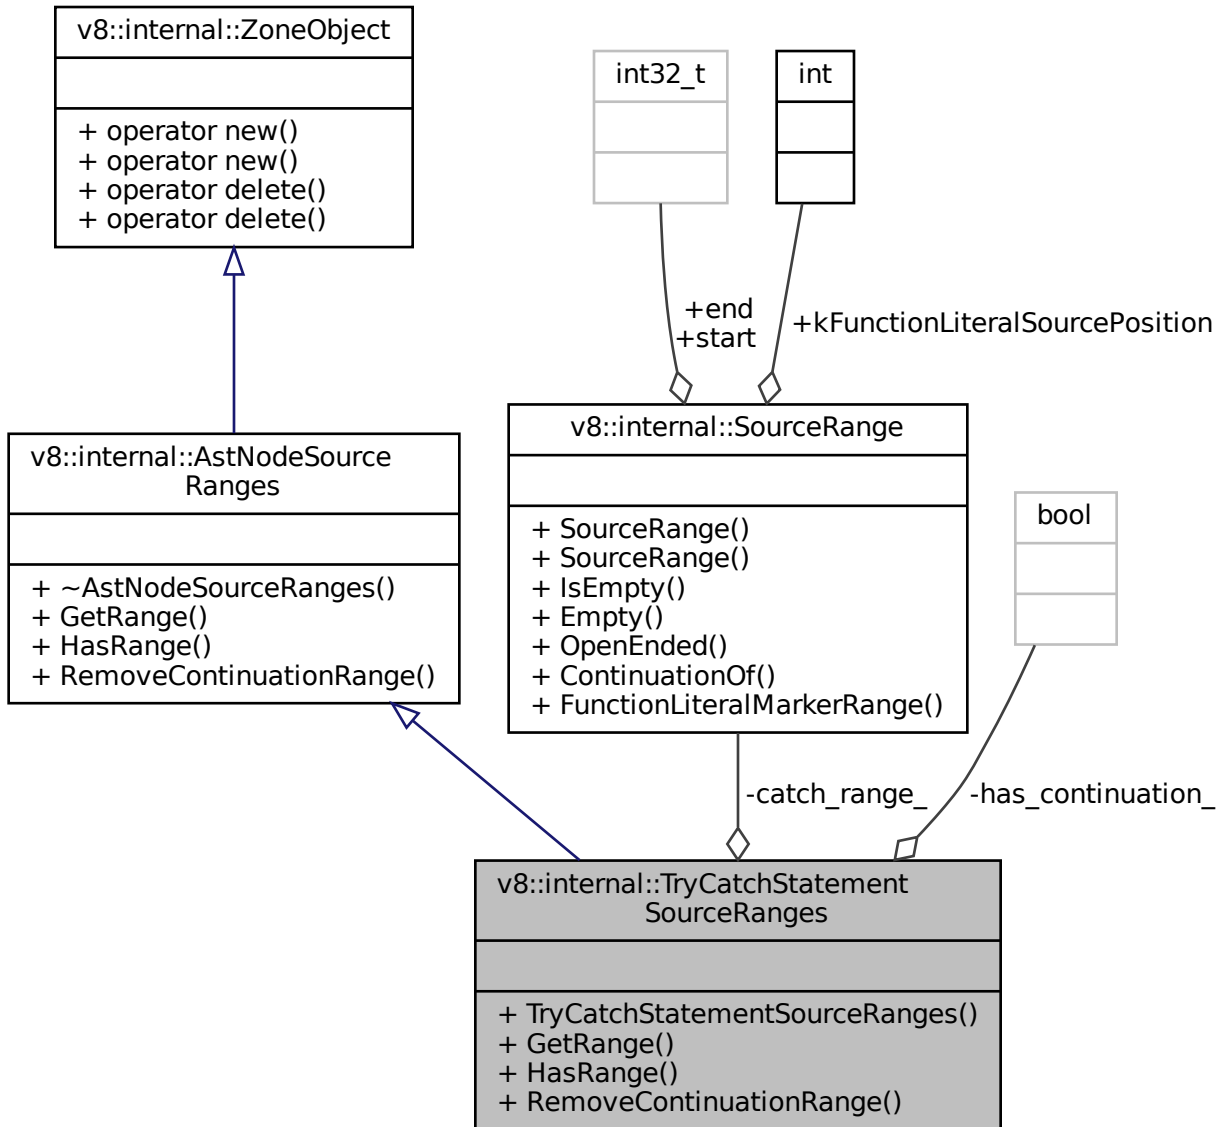 v8::internal::ZoneObject
+ operator new()
+ operator new()
+ operator delete()
+ operator delete()
int32_t
int
+end
+start
+kFunctionLiteralSourcePosition
v8::internal::AstNodeSource
Ranges
+ ~AstNodeSourceRanges()
+ GetRange()
+ HasRange()
+ RemoveContinuationRange()
v8::internal::SourceRange
+ SourceRange()
+ SourceRange()
+ IsEmpty()
+ Empty()
+ OpenEnded()
+ ContinuationOf()
+ FunctionLiteralMarkerRange()
bool
-catch_range_
-has_continuation_
v8::internal::TryCatchStatement
SourceRanges
+ TryCatchStatementSourceRanges()
+ GetRange()
+ HasRange()
+ RemoveContinuationRange()